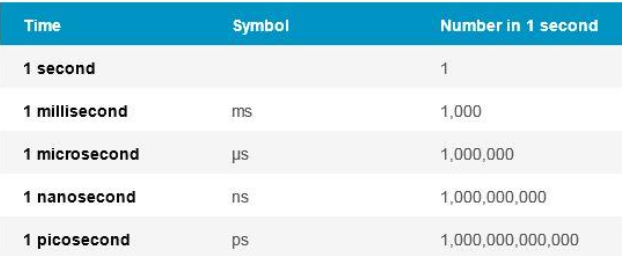 Time Symbol Number in 1 second
1 second 1
1 millisecond ms 1,000
1 microsecond µs 1,000,000
1 nanosecond ns 1,000,000,000
1 picosecond ps 1,000,000,000,000